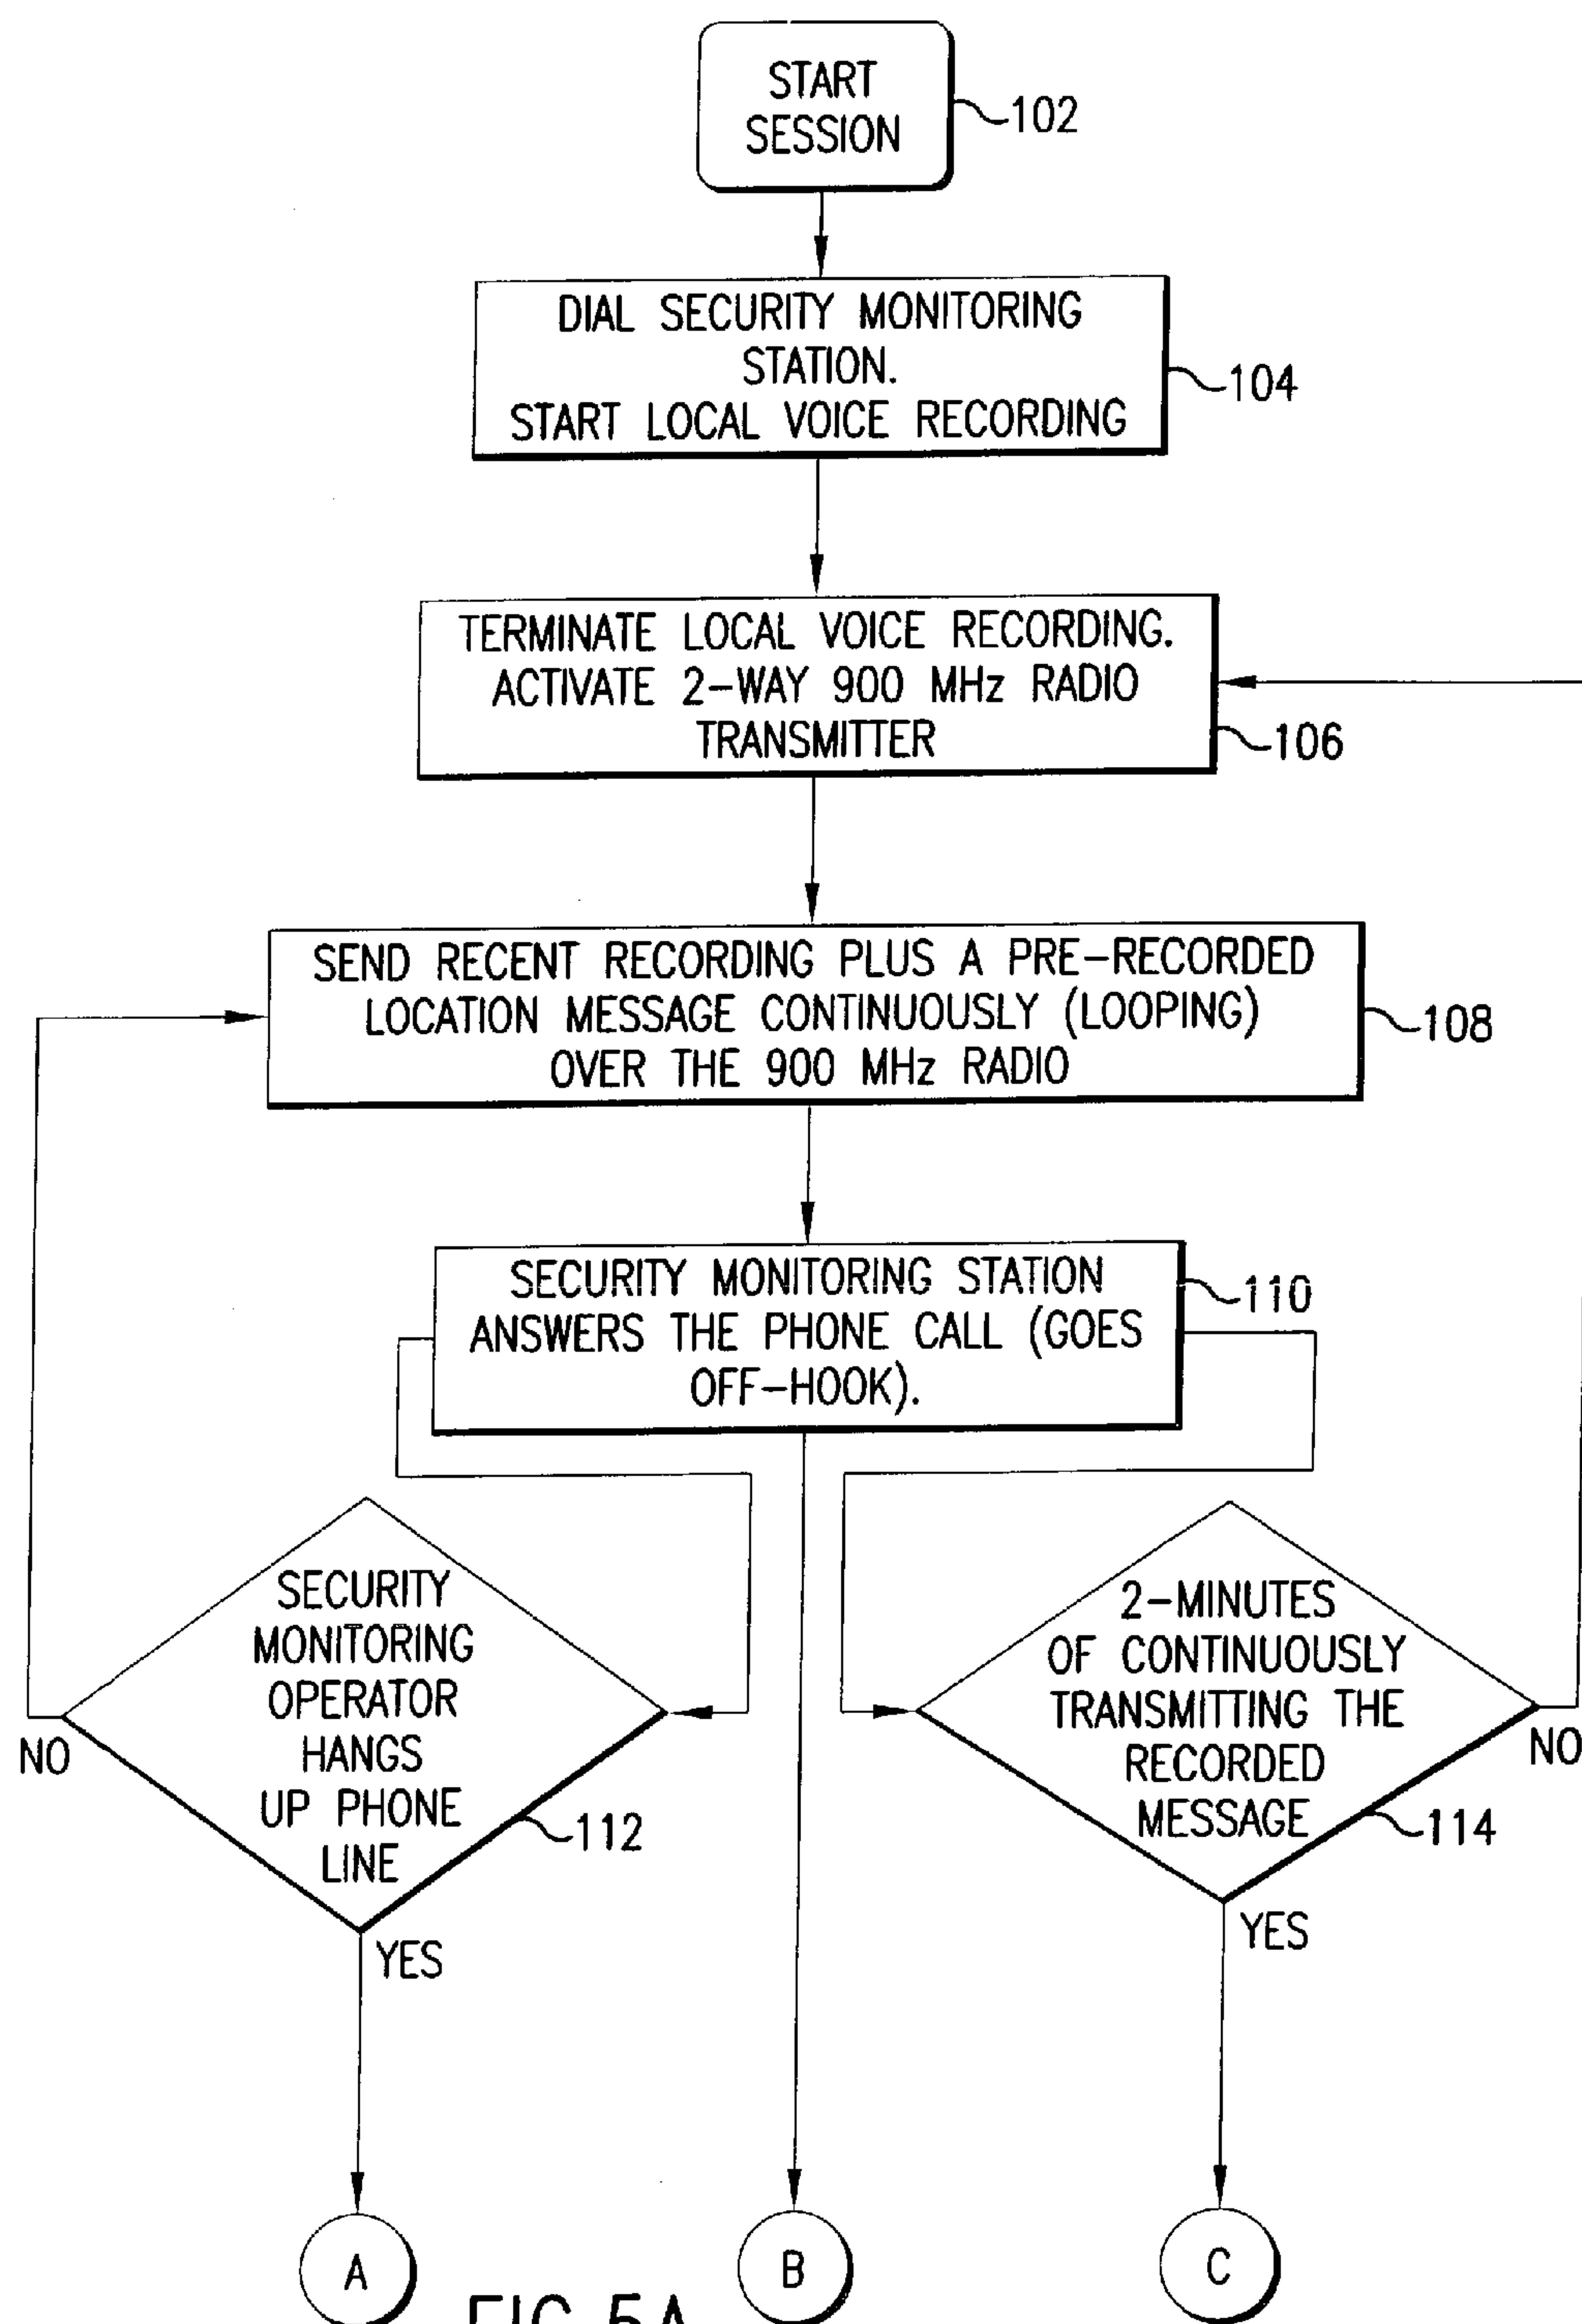 START
SESSION
102
DIAL SECURITY MONITORING
STATION.
START LOCAL VOICE RECORDING
104
TERMINATE LOCAL VOICE RECORDING.
ACTIVATE 2-WAY 900 MHz RADIO
TRANSMITTER
106
SEND RECENT RECORDING PLUS A PRE-RECORDED
LOCATION MESSAGE CONTINUOUSLY (LOOPING)
OVER THE 900 MHz RADIO
108
SECURITY MONITORING STATION
ANSWERS THE PHONE CALL (GOES
OFF-HOOK).
110
SECURITY
MONITORING
OPERATOR
HANGS
UP PHONE
LINE
NO
112
YES
2-MINUTES
OF CONTINUOUSLY
TRANSMITTING THE
RECORDED
MESSAGE
NO
114
YES
A
B
C
FIG. 5A